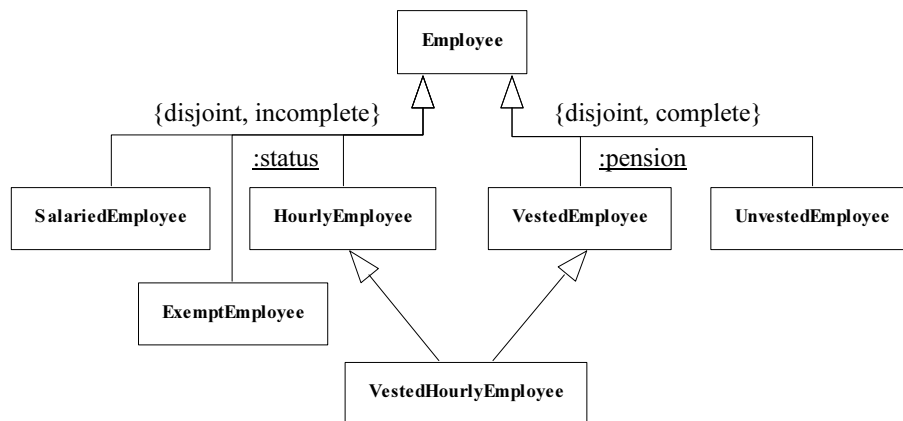 Employee
{disjoint, incomplete}
{disjoint, complete}
:status
:pension
SalariedEmployee
HourlyEmployee
VestedEmployee
UnvestedEmployee
ExemptEmployee
VestedHourlyEmployee